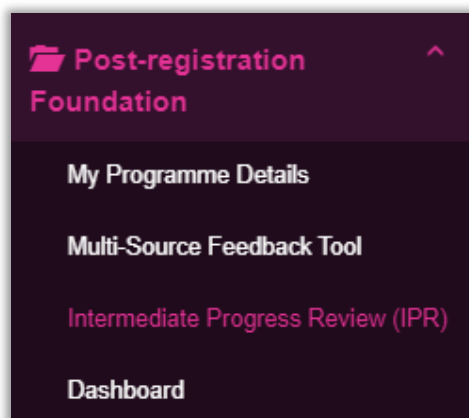 Post-registration
Foundation
My Programme Details
Multi-Source Feedback Tool
Intermediate Progress Review (IPR)
Dashboard